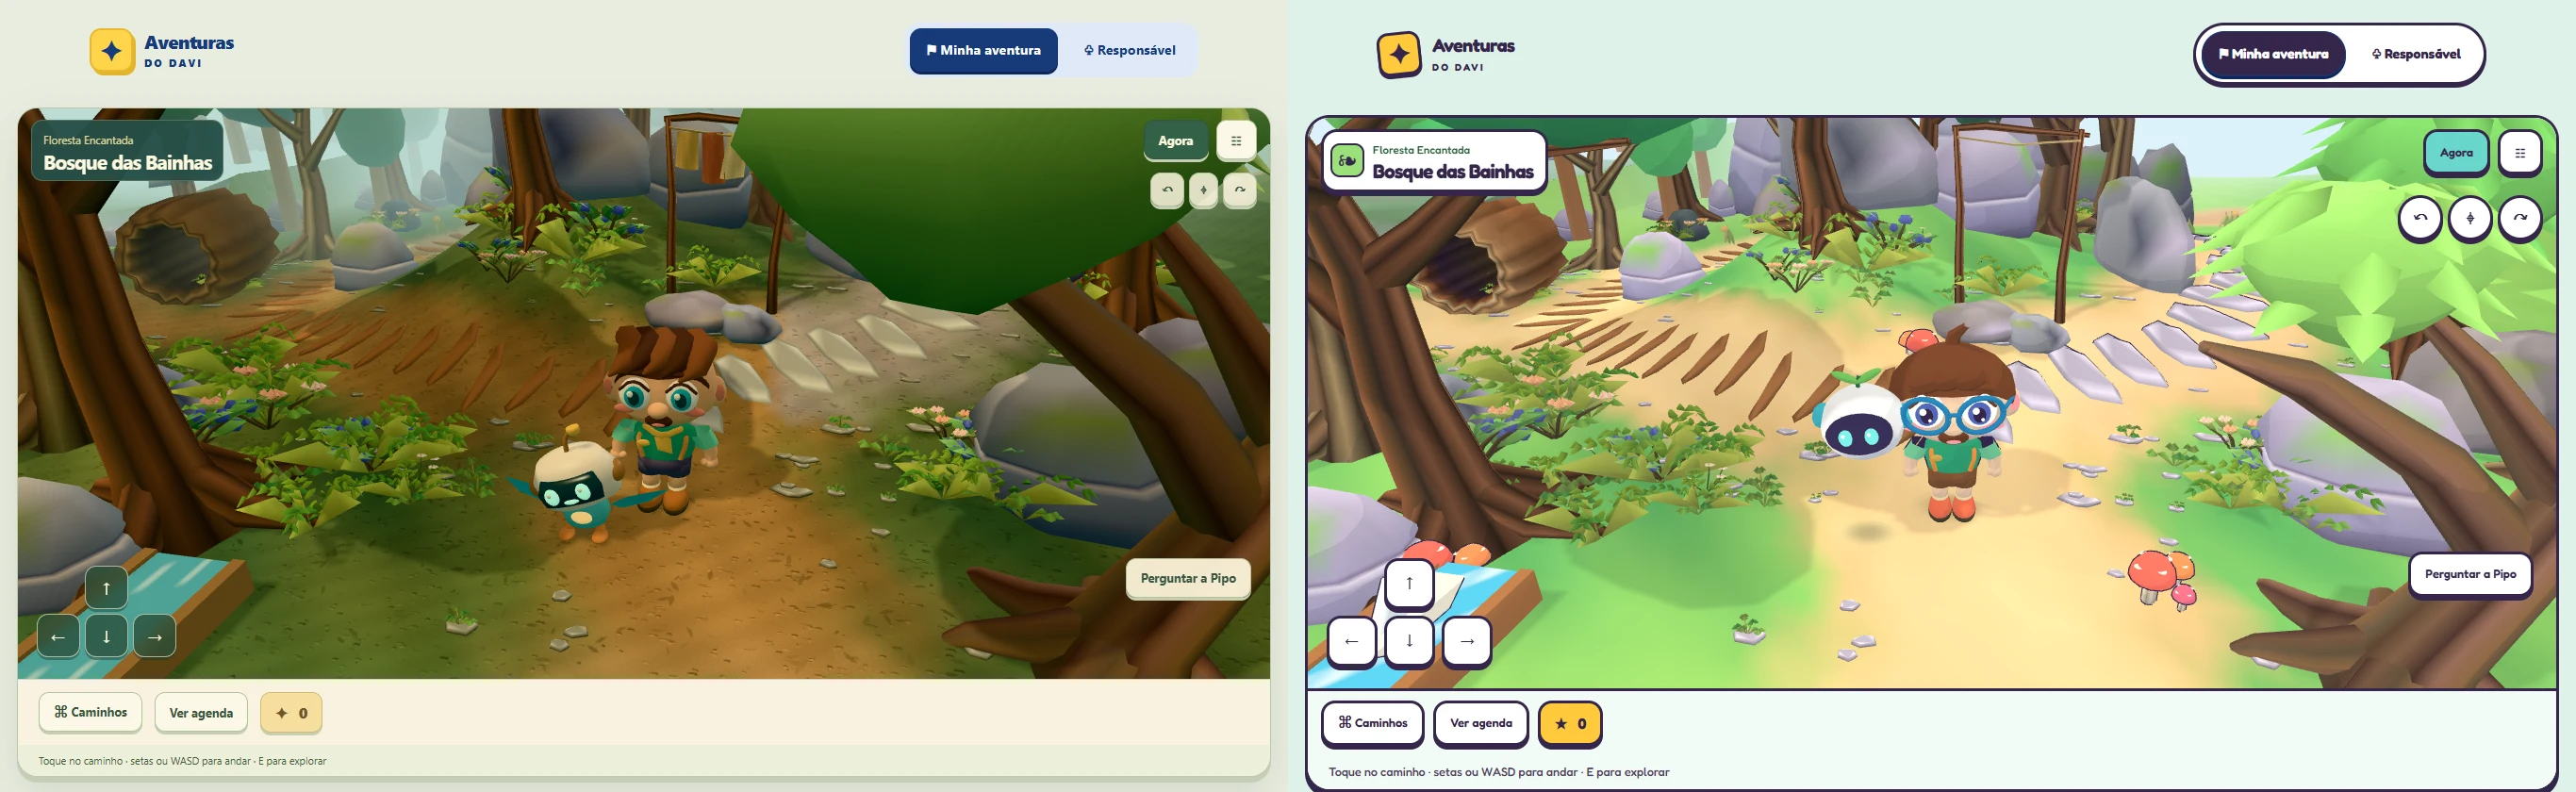 Aventuras
DO DAVI
Minha aventura
Responsável
Floresta Encantada
Bosque das Bainhas
Agora
Perguntar a Pipo
Caminhos
Ver agenda
0
Toque no caminho · setas ou WASD para andar · E para explorar
Aventuras
DO DAVI
Minha aventura
Responsável
Floresta Encantada
Bosque das Bainhas
Agora
Perguntar a Pipo
Caminhos
Ver agenda
0
Toque no caminho · setas ou WASD para andar · E para explorar